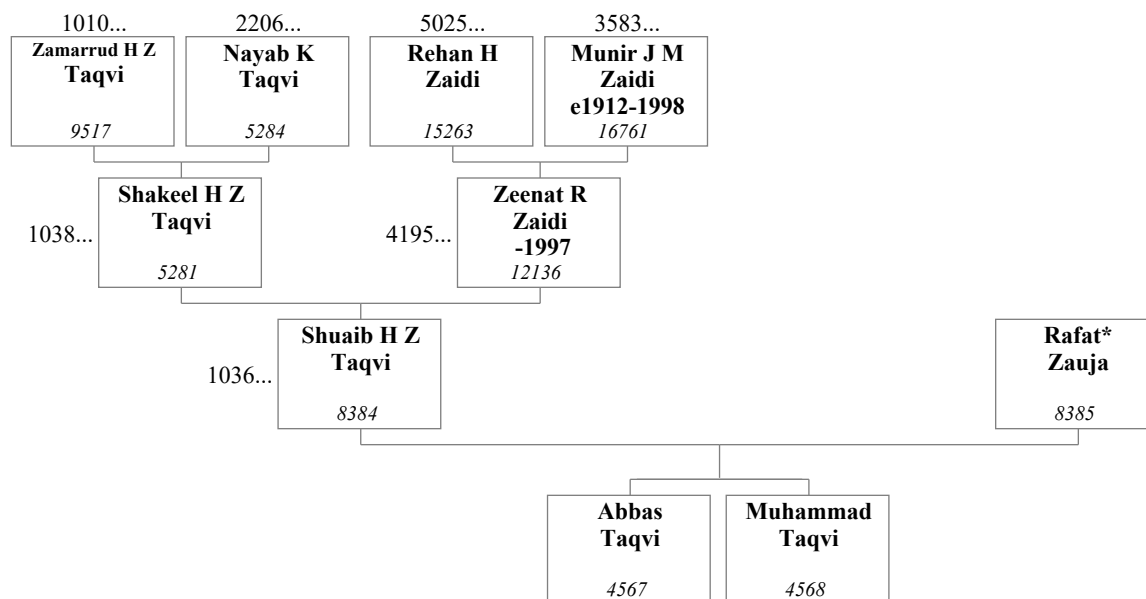 1010...
2206...
5025...
3583...
Zamarrud H Z
Taqvi
9517
Nayab K
Taqvi
5284
Rehan H
Zaidi
15263
Munir J M
Zaidi
e1912-1998
16761
1038...
Shakeel H Z
Taqvi
5281
4195...
Zeenat R
Zaidi
-1997
12136
1036...
Shuaib H Z
Taqvi
8384
Rafat*
Zauja
8385
Abbas
Taqvi
4567
Muhammad
Taqvi
4568